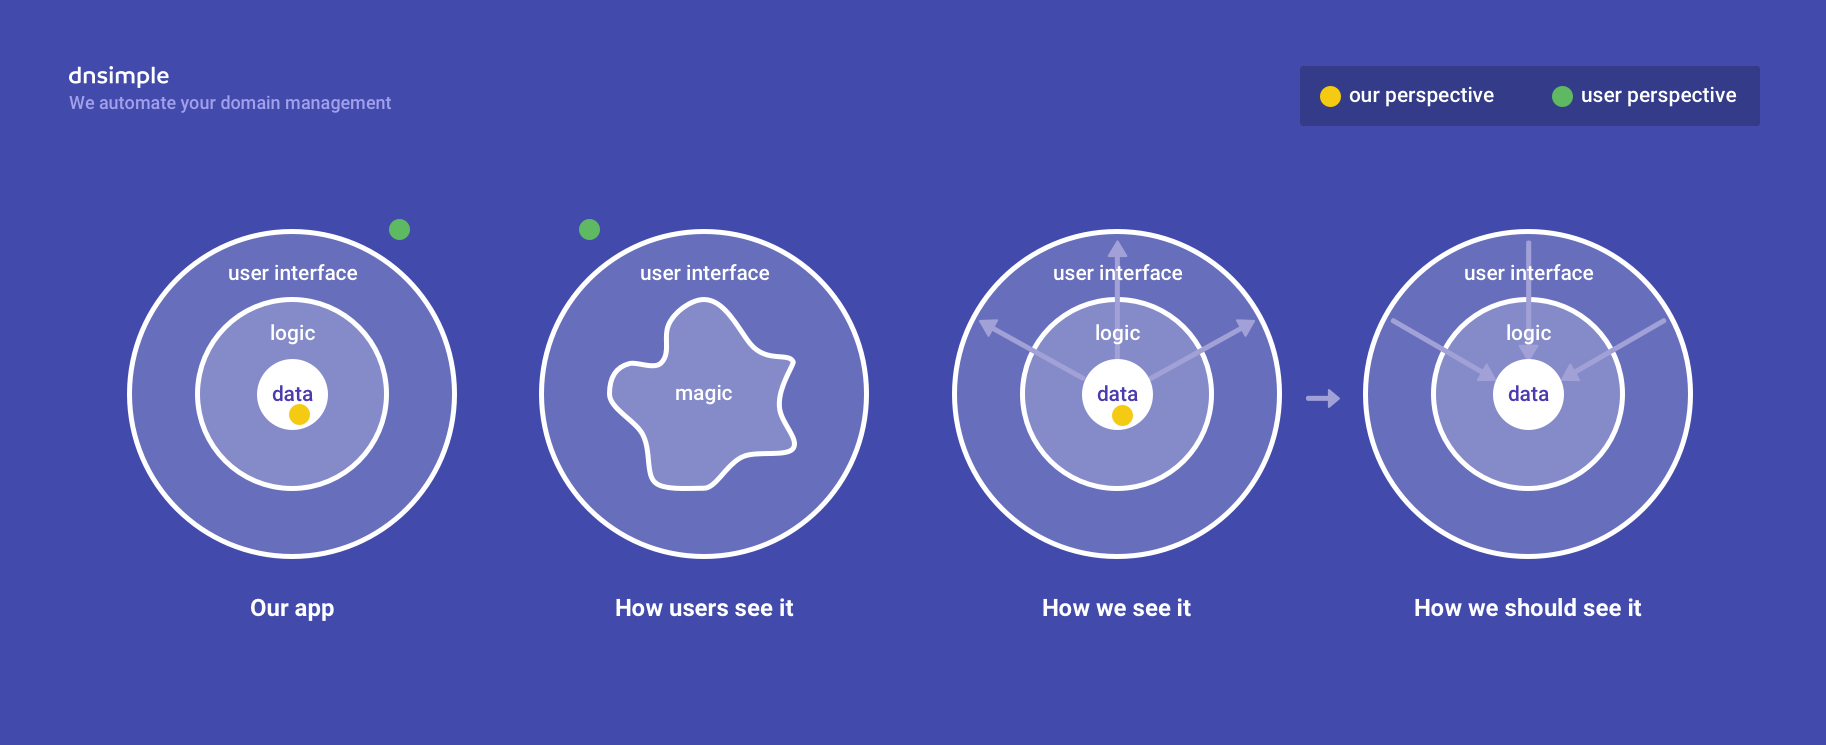 dnsimple
We automate your domain management
our perspective
user perspective
user interface
logic
data
Our app
user interface
magic
How users see it
user interface
logic
data
How we see it
user interface
logic
data
How we should see it